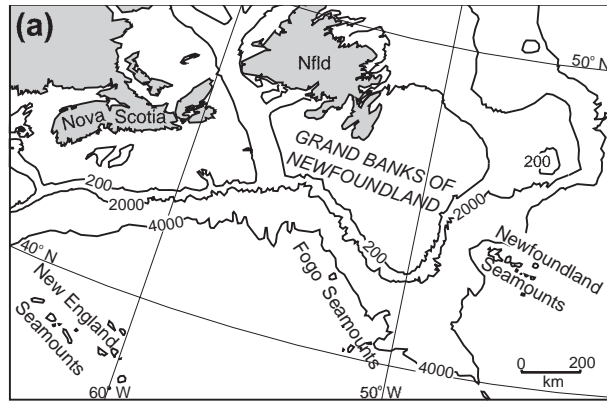 (a)
50° N
Nfld
Nova Scotia
GRAND BANKS OF
NEWFOUNDLAND
200
200
2000
4000
2000
200
40° N
New England
Seamounts
Fogo Seamounts
Newfoundland
Seamounts
4000
0 200
km
60° W
50° W